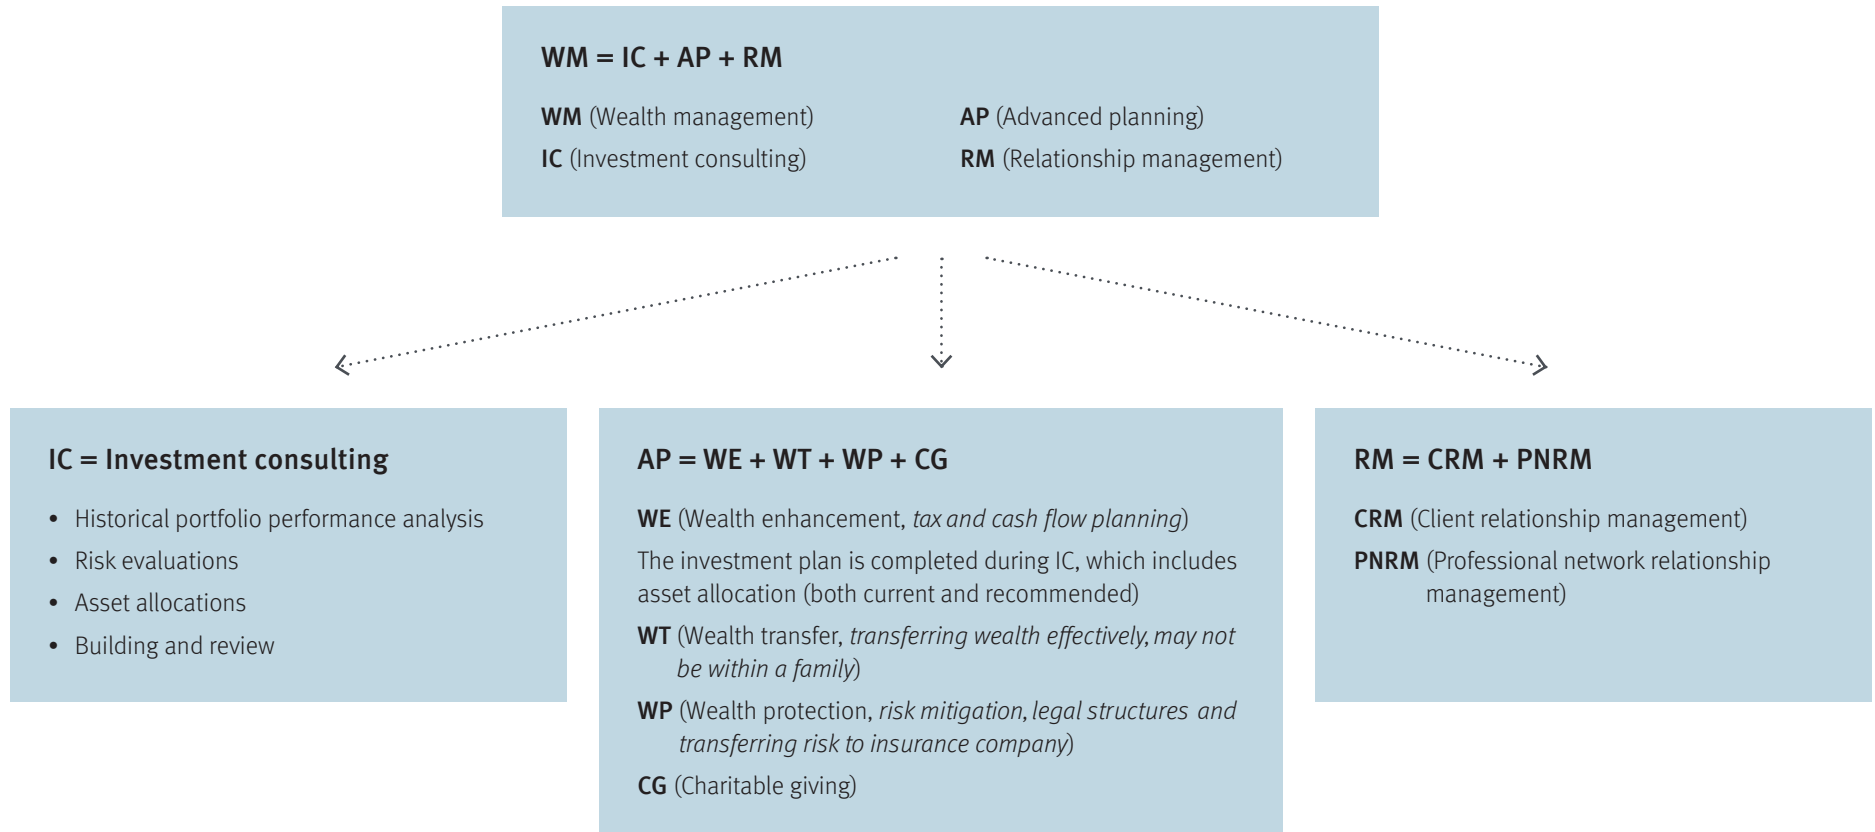 WM = IC + AP + RM
WM (Wealth management)
IC (Investment consulting)
AP (Advanced planning)
RM (Relationship management)
IC = Investment consulting
• Historical portfolio performance analysis
• Risk evaluations
• Asset allocations
• Building and review
AP = WE + WT + WP + CG
WE (Wealth enhancement, tax and cash flow planning)
The investment plan is completed during IC, which includes
asset allocation (both current and recommended)
WT (Wealth transfer, transferring wealth effectively, may not
be within a family)
WP (Wealth protection, risk mitigation, legal structures and
transferring risk to insurance company)
CG (Charitable giving)
RM = CRM + PNRM
CRM (Client relationship management)
PNRM (Professional network relationship
management)